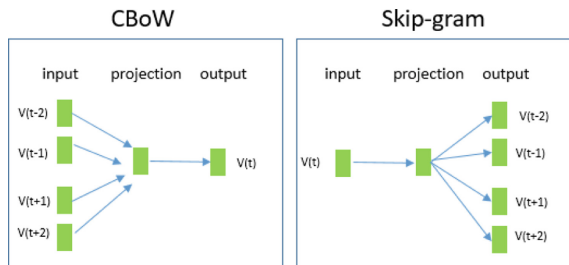 CBoW
input projection output
V(t-2)
V(t-1)
V(t+1)
V(t+2)
V(t)
Skip-gram
input projection output
V(t)
V(t-2)
V(t-1)
V(t+1)
V(t+2)